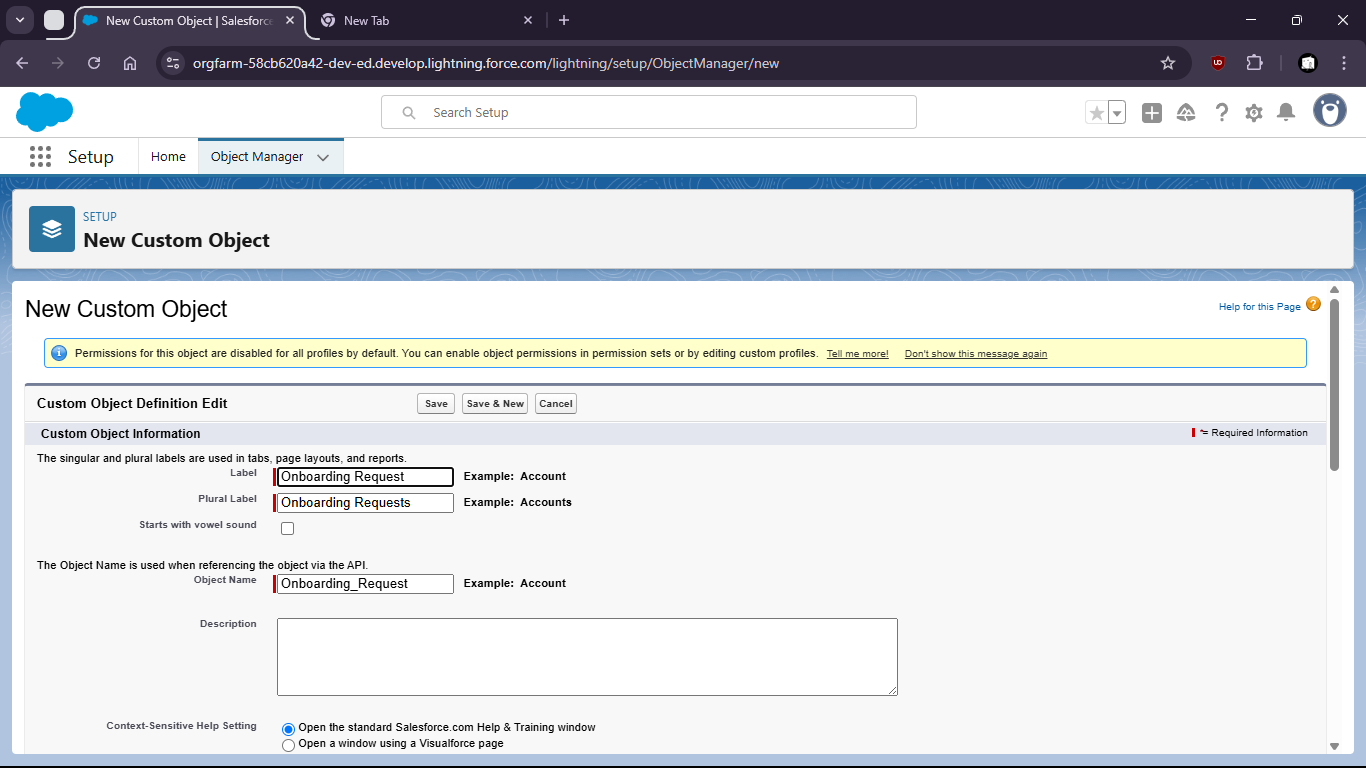 New Custom Object | Salesforce
New Tab
orgfarm-58cb620a42-dev-ed.develop.lightning.force.com/lightning/setup/ObjectManager/new
Search Setup
Setup
Home
Object Manager
SETUP
New Custom Object
New Custom Object
Help for this Page ?
Permissions for this object are disabled for all profiles by default. You can enable object permissions in permission sets or by editing custom profiles. Tell me more! Don't show this message again
Custom Object Definition Edit Save Save & New Cancel
Custom Object Information *= Required Information
The singular and plural labels are used in tabs, page layouts, and reports.
Label Onboarding Request Example: Account
Plural Label Onboarding Requests Example: Accounts
Starts with vowel sound
The Object Name is used when referencing the object via the API.
Object Name Onboarding_Request Example: Account
Description
Context-Sensitive Help Setting Open the standard Salesforce.com Help & Training window
Open a window using a Visualforce page